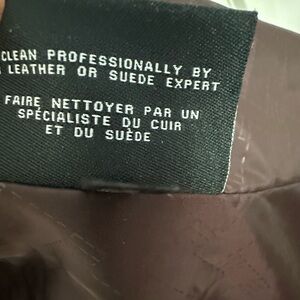 CLEAN PROFESSIONALLY BY
LEATHER OR SUEDE EXPERT
FAIRE NETTOYER PAR UN
SPÉCIALISTE DU CUIR
ET DU SUÈDE